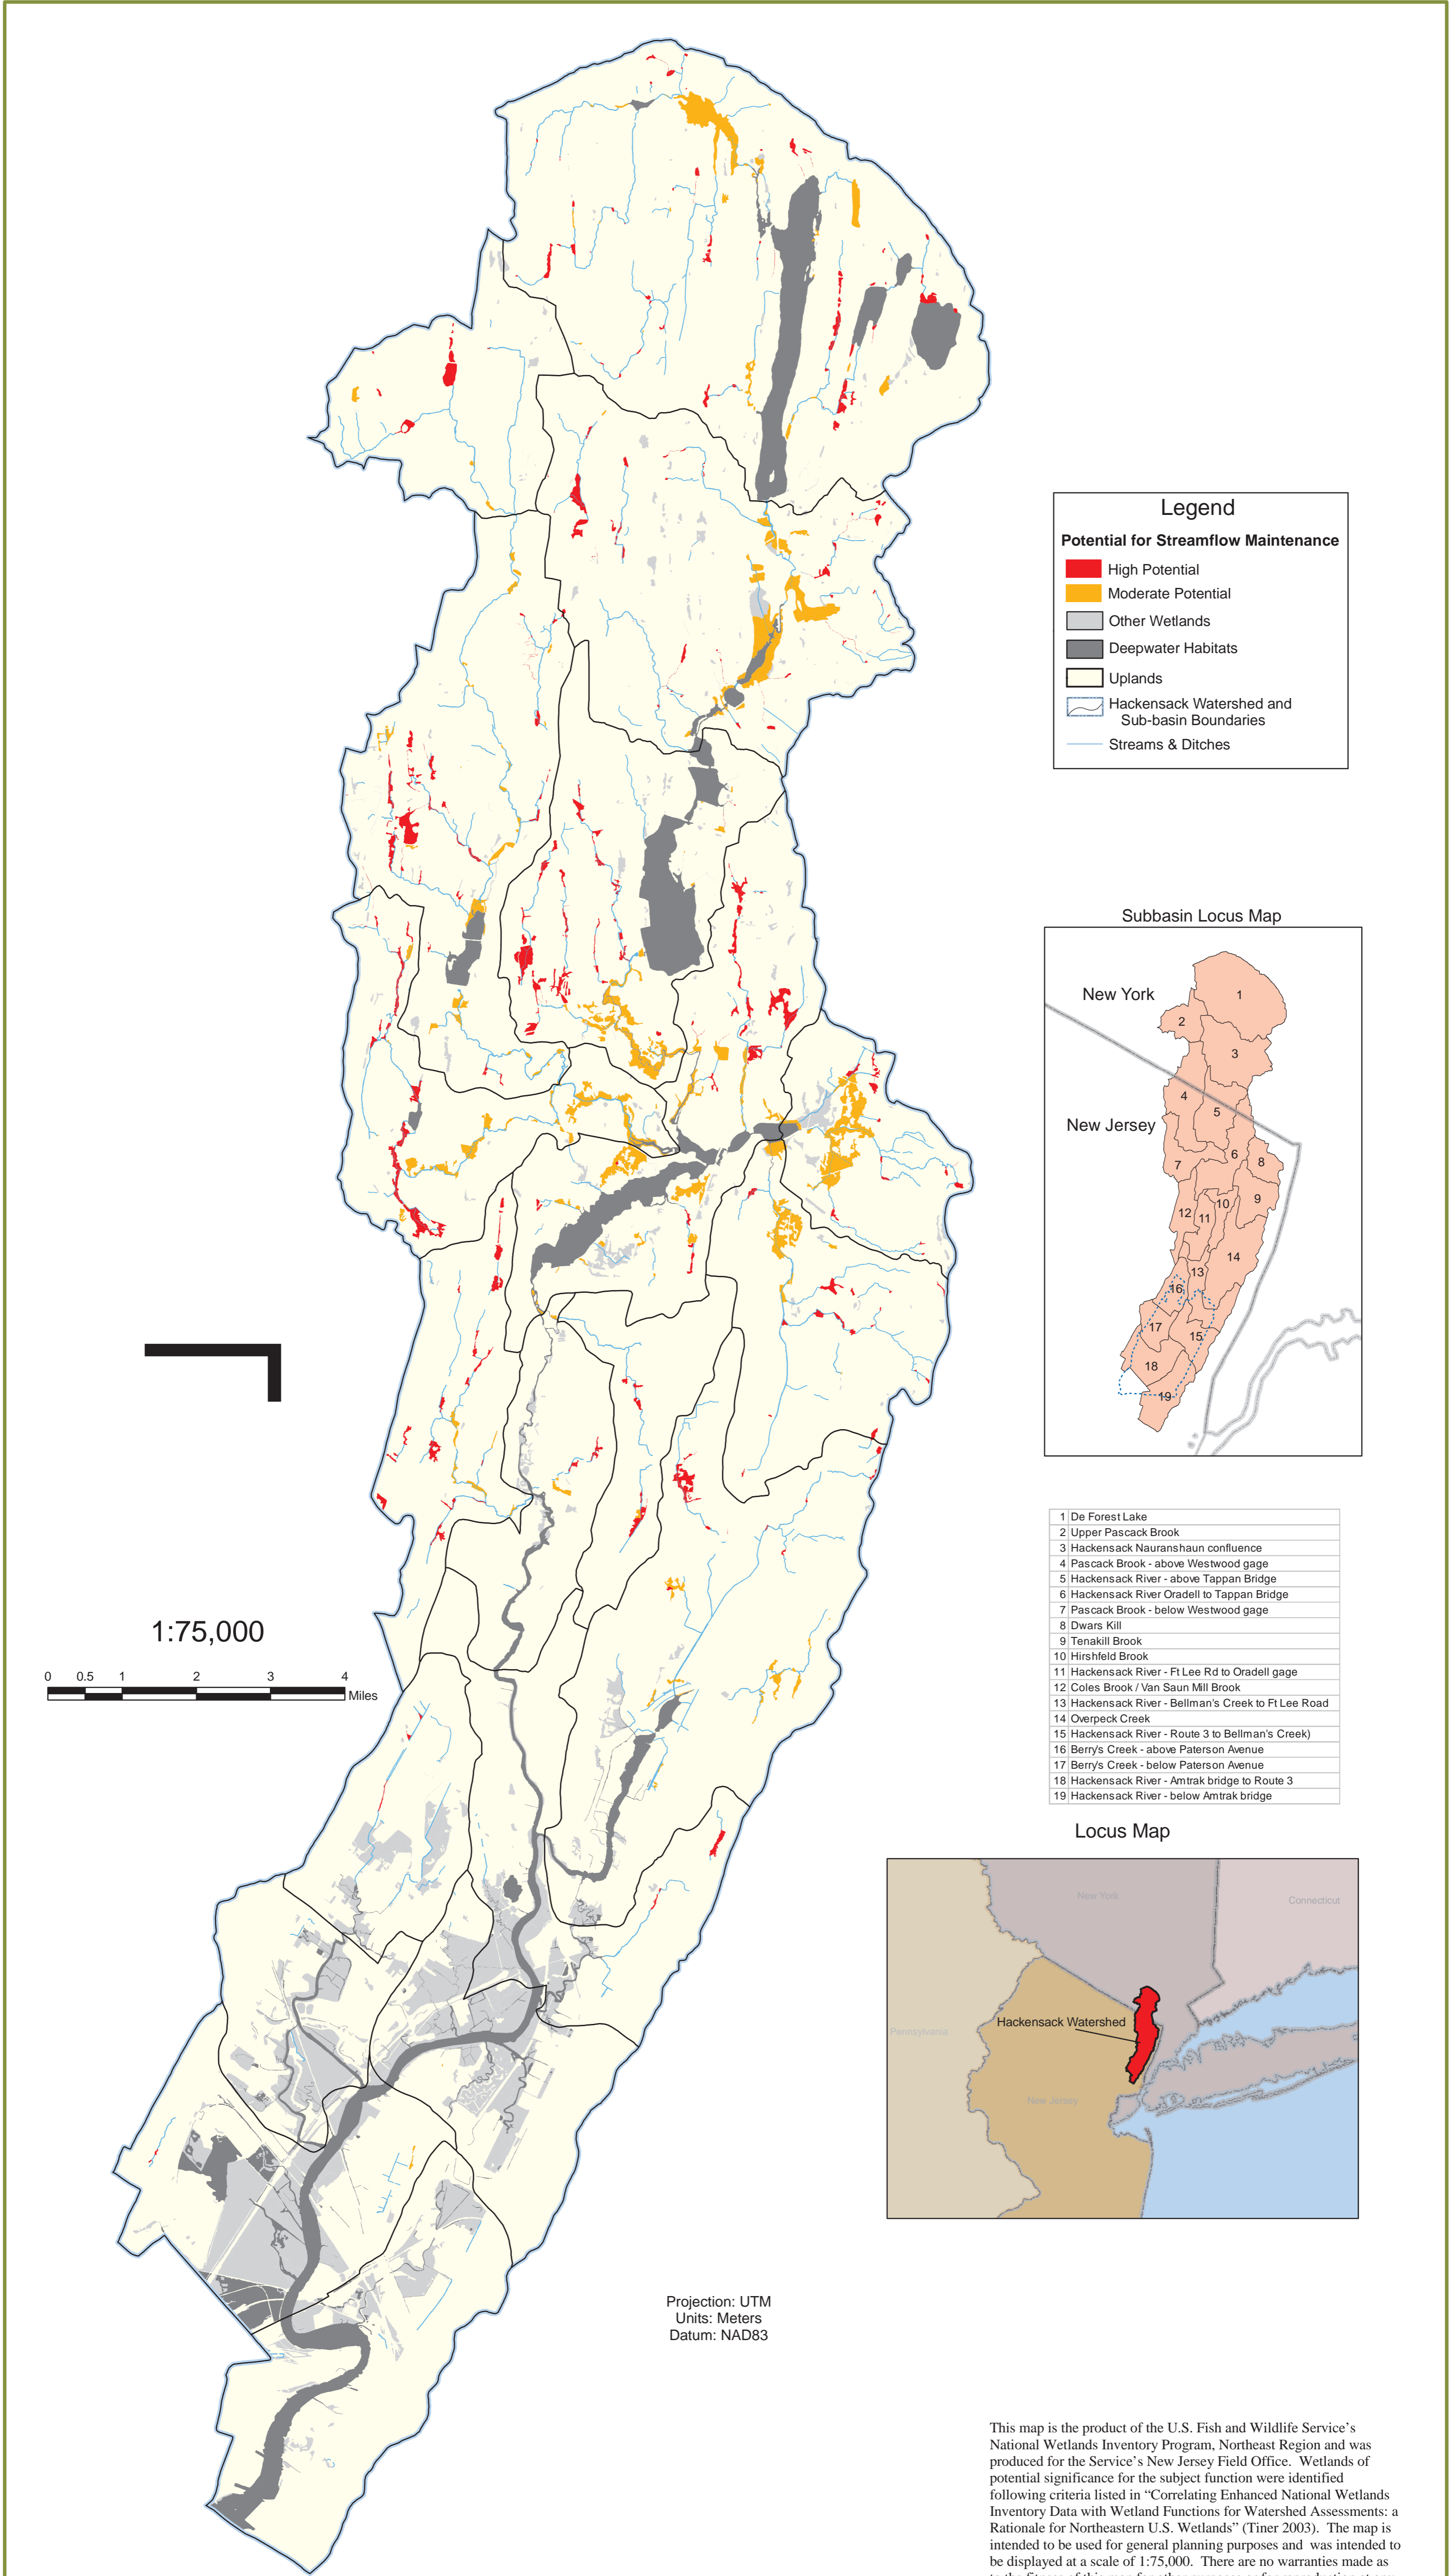 Legend
Potential for Streamflow Maintenance
High Potential
Moderate Potential
Other Wetlands
Deepwater Habitats
Uplands
Hackensack Watershed and
Sub-basin Boundaries
Streams & Ditches
Subbasin Locus Map
New York
New Jersey
1
2
3
4
5
6
7
8
9
10
11
12
13
14
15
16
17
18
19
1:75,000
0 0.5 1 2 3 4
Miles
1 De Forest Lake
2 Upper Pascack Brook
3 Hackensack Nauranshaun confluence
4 Pascack Brook - above Westwood gage
5 Hackensack River - above Tappan Bridge
6 Hackensack River Oradell to Tappan Bridge
7 Pascack Brook - below Westwood gage
8 Dwars Kill
9 Tenakill Brook
10 Hirshfeld Brook
11 Hackensack River - Ft Lee Rd to Oradell gage
12 Coles Brook / Van Saun Mill Brook
13 Hackensack River - Bellman's Creek to Ft Lee Road
14 Overpeck Creek
15 Hackensack River - Route 3 to Bellman's Creek)
16 Berry's Creek - above Paterson Avenue
17 Berry's Creek - below Paterson Avenue
18 Hackensack River - Amtrak bridge to Route 3
19 Hackensack River - below Amtrak bridge
Locus Map
New York
Connecticut
Pennsylvania
Hackensack Watershed
New Jersey
Projection: UTM
Units: Meters
Datum: NAD83
This map is the product of the U.S. Fish and Wildlife Service's
National Wetlands Inventory Program, Northeast Region and was
produced for the Service's New Jersey Field Office. Wetlands of
potential significance for the subject function were identified
following criteria listed in “Correlating Enhanced National Wetlands
Inventory Data with Wetland Functions for Watershed Assessments: a
Rationale for Northeastern U.S. Wetlands” (Tiner 2003). The map is
intended to be used for general planning purposes and was intended to
be displayed at a scale of 1:75,000. There are no warranties made as